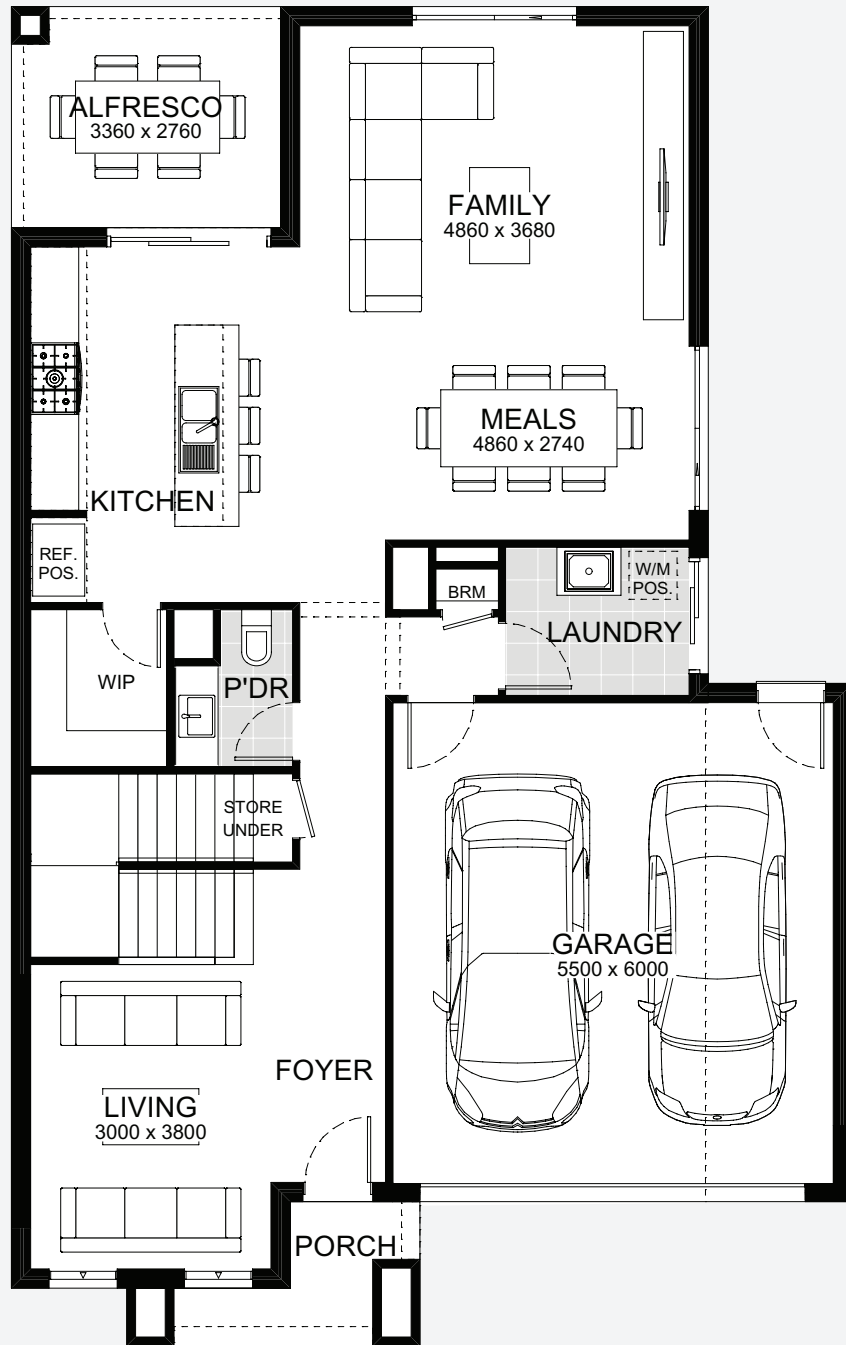 ALFRESCO
3360 x 2760
FAMILY
4860 x 3680
MEALS
4860 x 2740
KITCHEN
REF.
POS.
BRM
W/M
POS.
LAUNDRY
WIP
P'DR
STORE
UNDER
GARAGE
5500 x 6000
FOYER
LIVING
3000 x 3800
PORCH